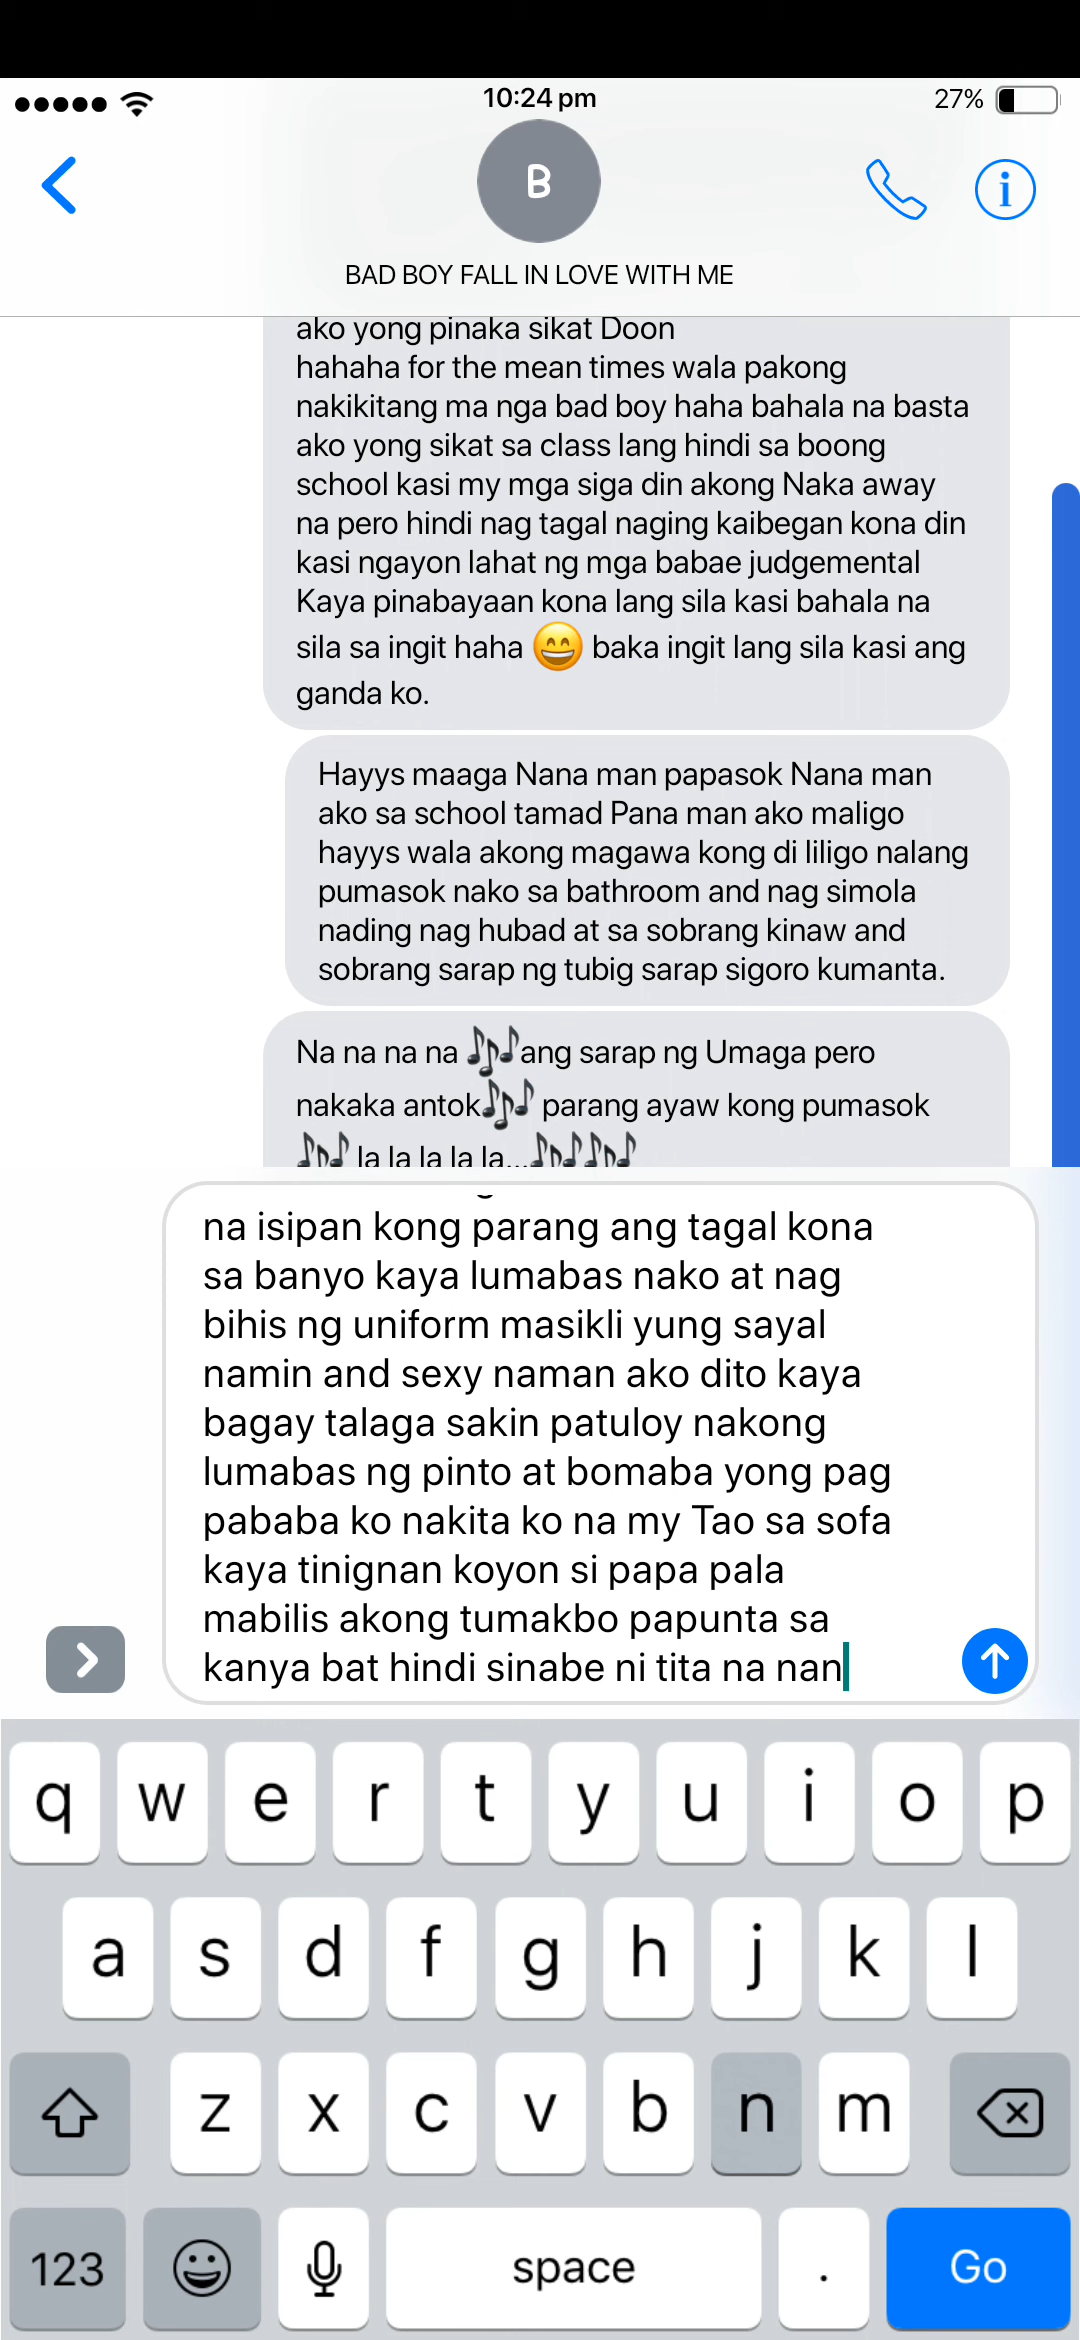 10:24 pm
27%
B
BAD BOY FALL IN LOVE WITH ME
ako yong pinaka sikat Doon
hahaha for the mean times wala pakong
nakikitang ma nga bad boy haha bahala na basta
ako yong sikat sa class lang hindi sa boong
school kasi my mga siga din akong Naka away
na pero hindi nag tagal naging kaibegan kona din
kasi ngayon lahat ng mga babae judgemental
Kaya pinabayaan kona lang sila kasi bahala na
sila sa ingit haha 😄 baka ingit lang sila kasi ang
ganda ko.
Hayys maaga Nana man papasok Nana man
ako sa school tamad Pana man ako maligo
hayys wala akong magawa kong di liligo nalang
pumasok nako sa bathroom and nag simola
nading nag hubad at sa sobrang kinaw and
sobrang sarap ng tubig sarap sigoro kumanta.
Na na na na 🎶ang sarap ng Umaga pero
nakaka antok🎶 parang ayaw kong pumasok
🎶 la la la la la...🎶🎶
na isipan kong parang ang tagal kona
sa banyo kaya lumabas nako at nag
bihis ng uniform masikli yung sayal
namin and sexy naman ako dito kaya
bagay talaga sakin patuloy nakong
lumabas ng pinto at bomaba yong pag
pababa ko nakita ko na my Tao sa sofa
kaya tinignan koyon si papa pala
mabilis akong tumakbo papunta sa
kanya bat hindi sinabe ni tita na nan
q w e r t y u i o p
a s d f g h j k l
z x c v b n m
123 space . Go